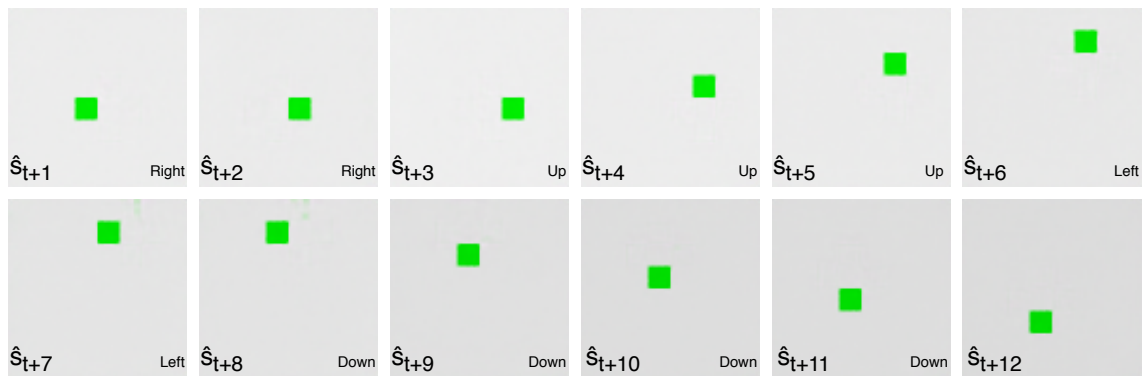 ŝt+1 Right
ŝt+2 Right
ŝt+3 Up
ŝt+4 Up
ŝt+5 Up
ŝt+6 Left
ŝt+7 Left
ŝt+8 Down
ŝt+9 Down
ŝt+10 Down
ŝt+11 Down
ŝt+12